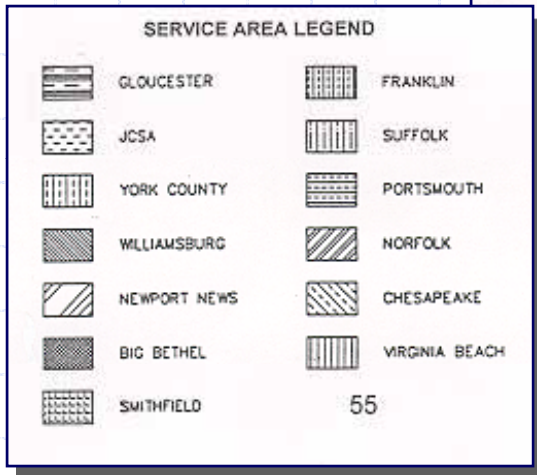 SERVICE AREA LEGEND
GLOUCESTER
JCSA
YORK COUNTY
WILLIAMSBURG
NEWPORT NEWS
BIG BETHEL
SMITHFIELD
FRANKLIN
SUFFOLK
PORTSMOUTH
NORFOLK
CHESAPEAKE
VIRGINIA BEACH
55